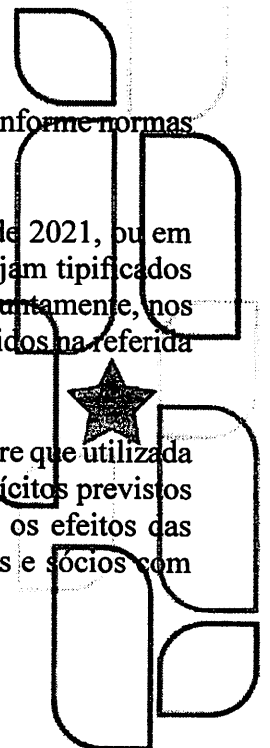 nforme normas
de 2021, ou em
jam tipificados
untamente, nos
idos na referida
re que utilizada
ícitos previstos
os efeitos das
s e sócios com